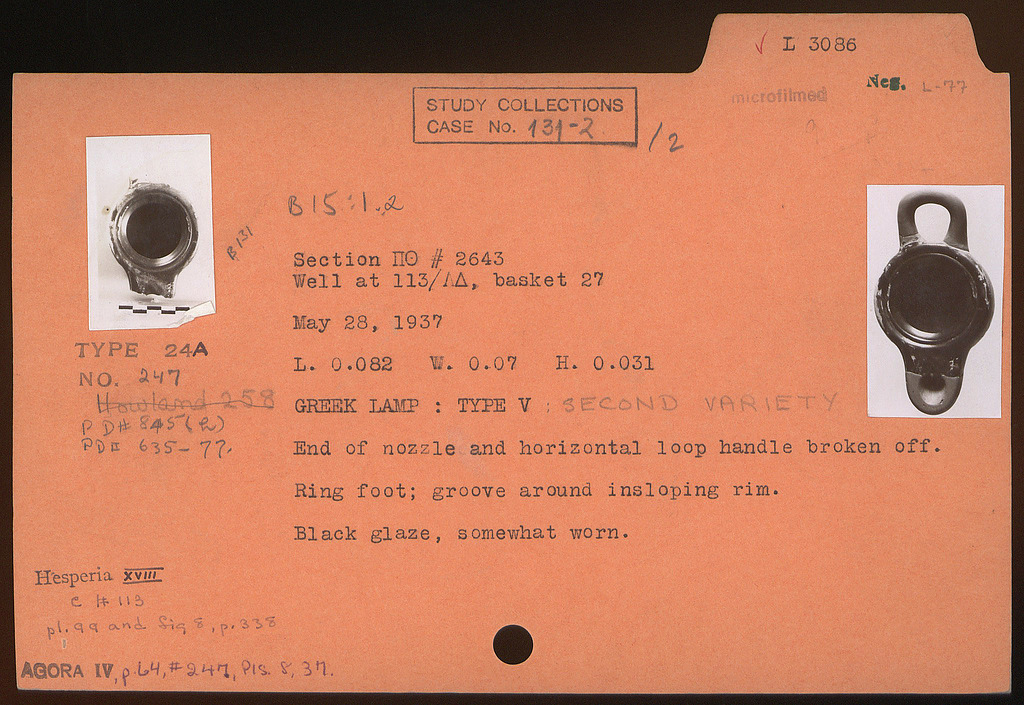 √ L 3086
Neg. L-77
microfilmed
STUDY COLLECTIONS
CASE No. 131-2
/2
B 15:1.2
B 131
Section ΠΘ # 2643
Well at 113/ΛΔ, basket 27
May 28, 1937
L. 0.082 W. 0.07 H. 0.031
GREEK LAMP : TYPE V : SECOND VARIETY
End of nozzle and horizontal loop handle broken off.
Ring foot; groove around insloping rim.
Black glaze, somewhat worn.
TYPE 24A
NO. 247
Howland 258
PD# 845(R)
PD# 635-77.
Hesperia XVIII
C # 113
pl. 99 and fig 8, p. 338
AGORA IV, p. 64, #247, Pls. 8, 37.